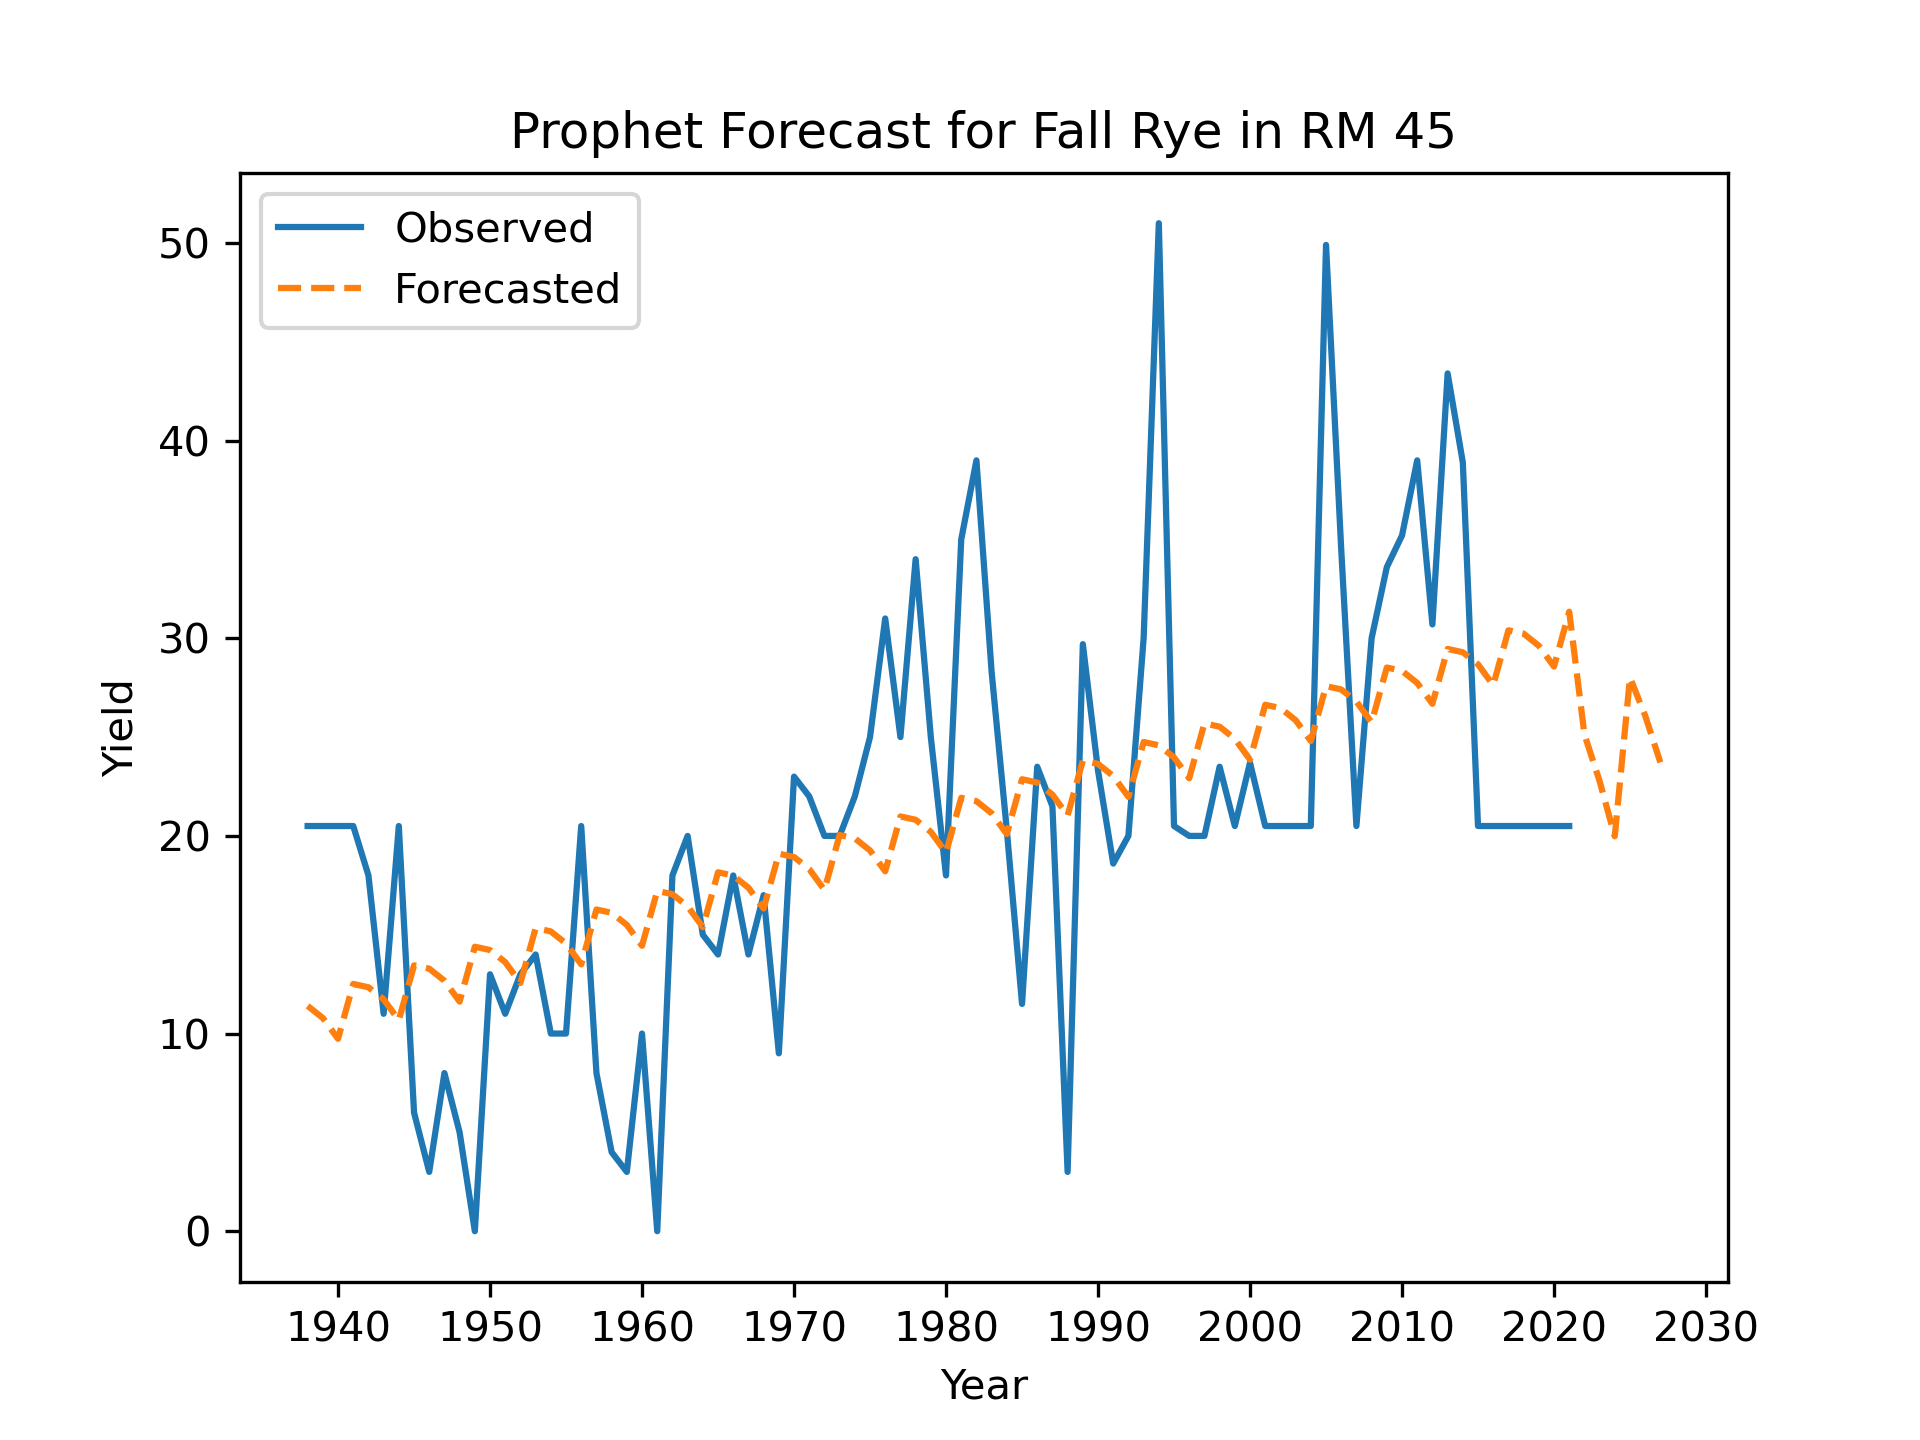 Prophet Forecast for Fall Rye in RM 45
Observed
Forecasted
50
40
30
20
10
0
Yield
1940 1950 1960 1970 1980 1990 2000 2010 2020 2030
Year